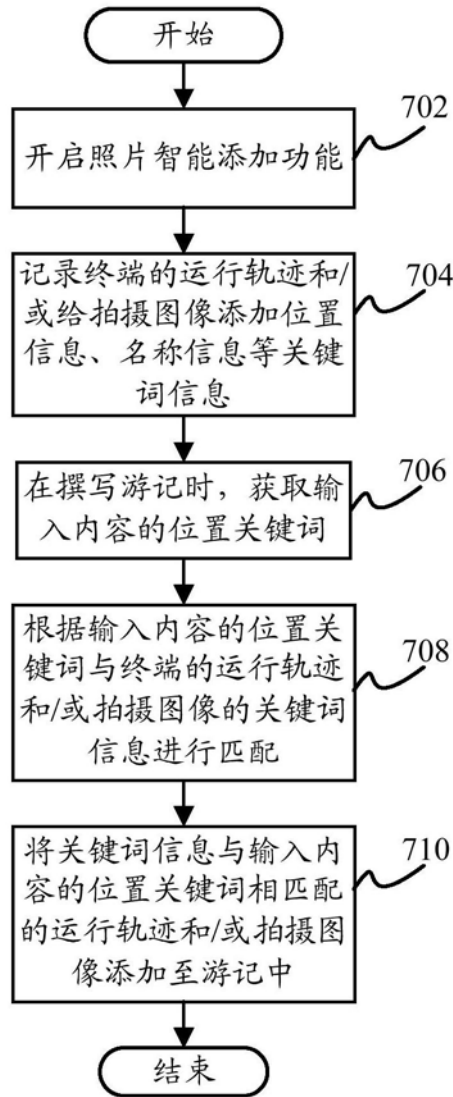 开始
702
开启照片智能添加功能
704
记录终端的运行轨迹和/
或给拍摄图像添加位置
信息、名称信息等关键
词信息
706
在撰写游记时，获取输
入内容的位置关键词
708
根据输入内容的位置关
键词与终端的运行轨迹
和/或拍摄图像的关键词
信息进行匹配
710
将关键词信息与输入内
容的位置关键词相匹配
的运行轨迹和/或拍摄图
像添加至游记中
结束